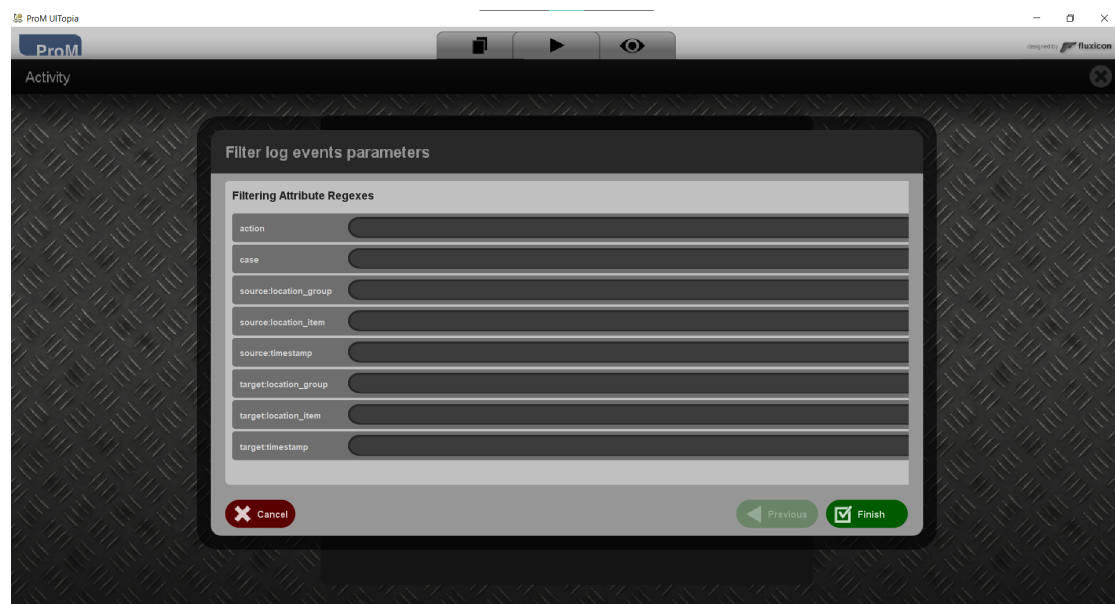 ProM UITopia
ProM
designed by fluxicon
Activity
Filter log events parameters
Filtering Attribute Regexes
action
case
source:location_group
source:location_item
source:timestamp
target:location_group
target:location_item
target:timestamp
Cancel
Previous
Finish